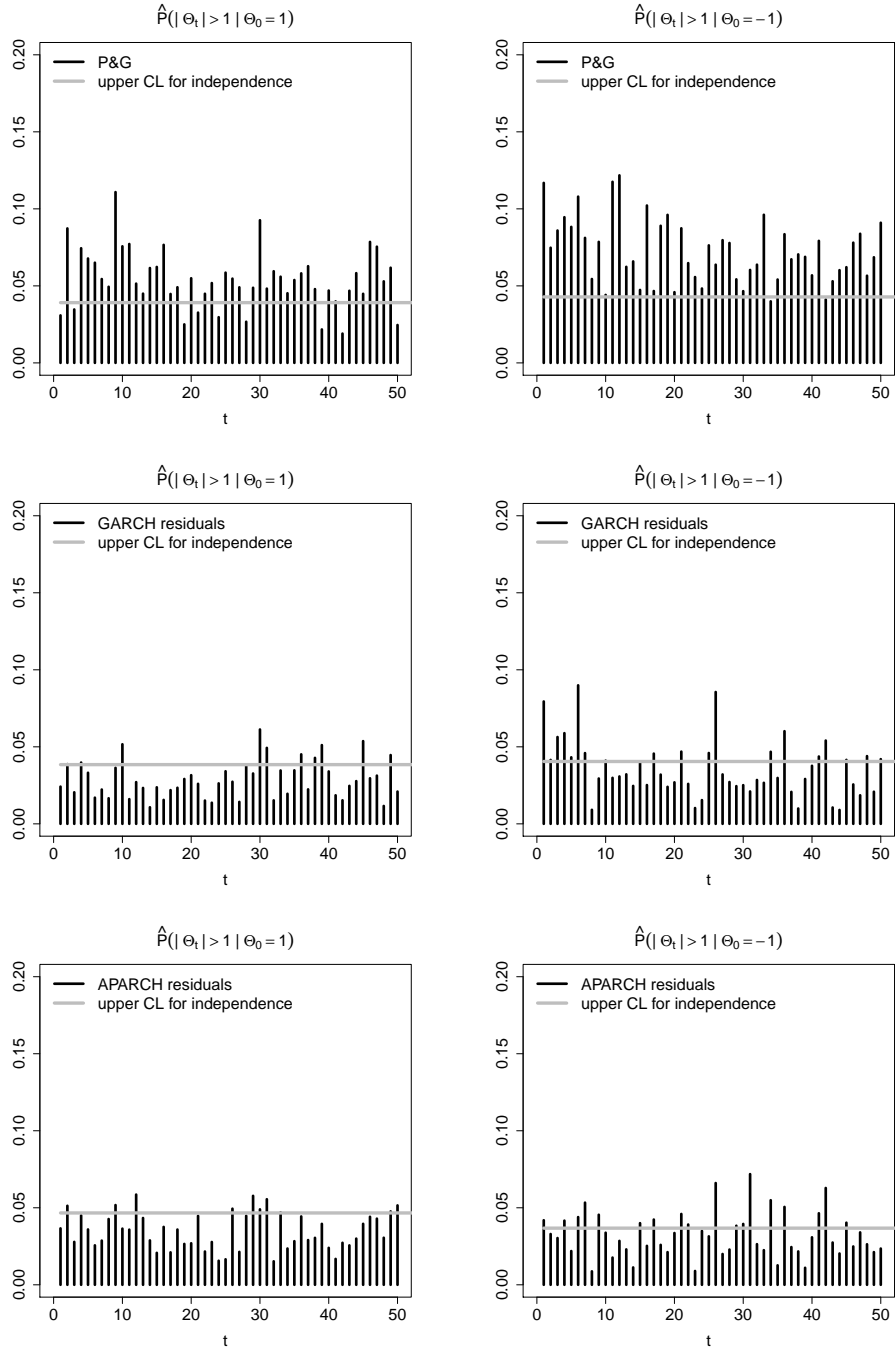 P̂(| Θt | > 1 | Θ0 = 1)
P&G
upper CL for independence
0.00 0.05 0.10 0.15 0.20
0 10 20 30 40 50
t
P̂(| Θt | > 1 | Θ0 = −1)
P&G
upper CL for independence
0.00 0.05 0.10 0.15 0.20
0 10 20 30 40 50
t
P̂(| Θt | > 1 | Θ0 = 1)
GARCH residuals
upper CL for independence
0.00 0.05 0.10 0.15 0.20
0 10 20 30 40 50
t
P̂(| Θt | > 1 | Θ0 = −1)
GARCH residuals
upper CL for independence
0.00 0.05 0.10 0.15 0.20
0 10 20 30 40 50
t
P̂(| Θt | > 1 | Θ0 = 1)
APARCH residuals
upper CL for independence
0.00 0.05 0.10 0.15 0.20
0 10 20 30 40 50
t
P̂(| Θt | > 1 | Θ0 = −1)
APARCH residuals
upper CL for independence
0.00 0.05 0.10 0.15 0.20
0 10 20 30 40 50
t